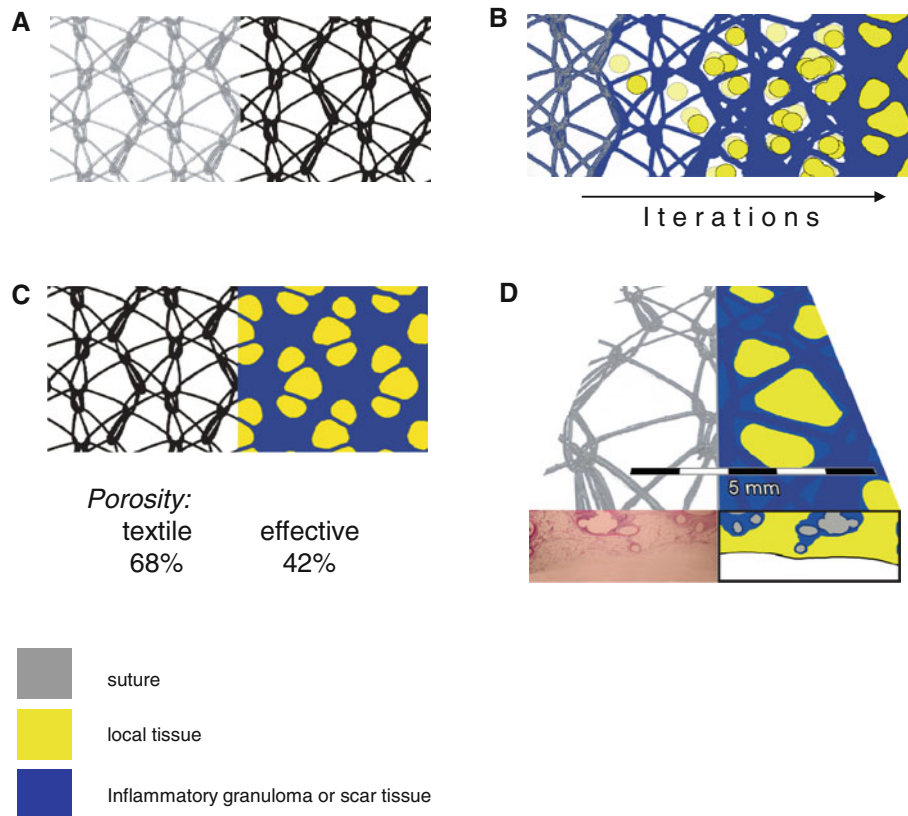 A
B
Iterations
C
D
5 mm
Porosity:
textile effective
68% 42%
suture
local tissue
Inflammatory granuloma or scar tissue